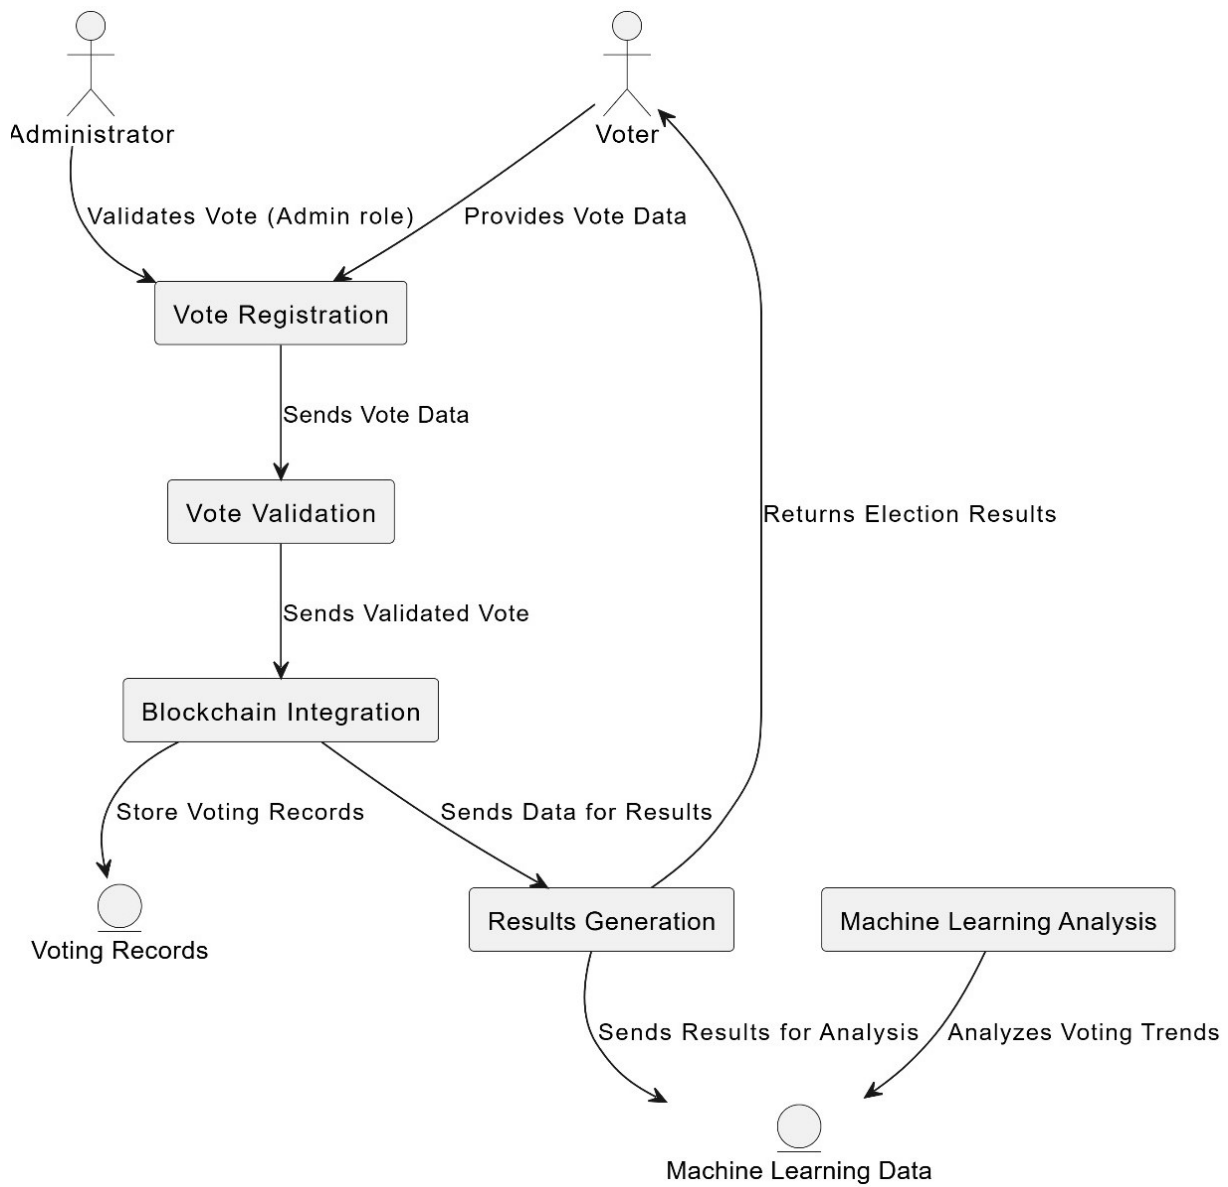 Administrator
Voter
Validates Vote (Admin role)
Provides Vote Data
Vote Registration
Sends Vote Data
Vote Validation
Returns Election Results
Sends Validated Vote
Blockchain Integration
Store Voting Records
Sends Data for Results
Results Generation
Machine Learning Analysis
Voting Records
Sends Results for Analysis
Analyzes Voting Trends
Machine Learning Data